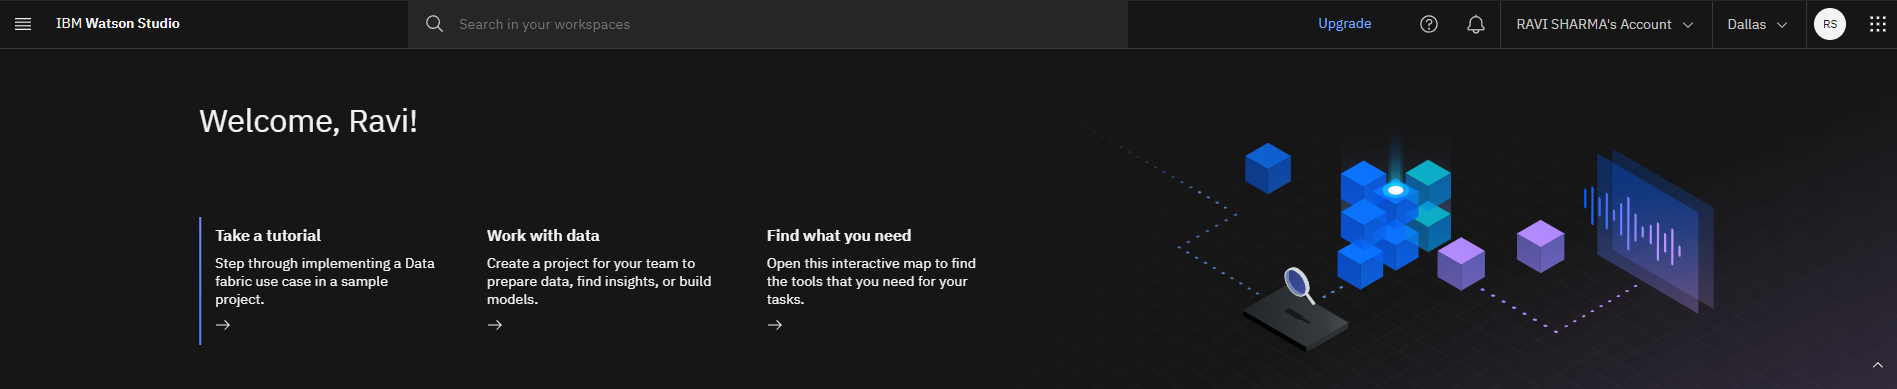 IBM Watson Studio
Search in your workspaces
Upgrade
RAVI SHARMA's Account
Dallas
RS
Welcome, Ravi!
Take a tutorial
Step through implementing a Data
fabric use case in a sample
project.
Work with data
Create a project for your team to
prepare data, find insights, or build
models.
Find what you need
Open this interactive map to find
the tools that you need for your
tasks.